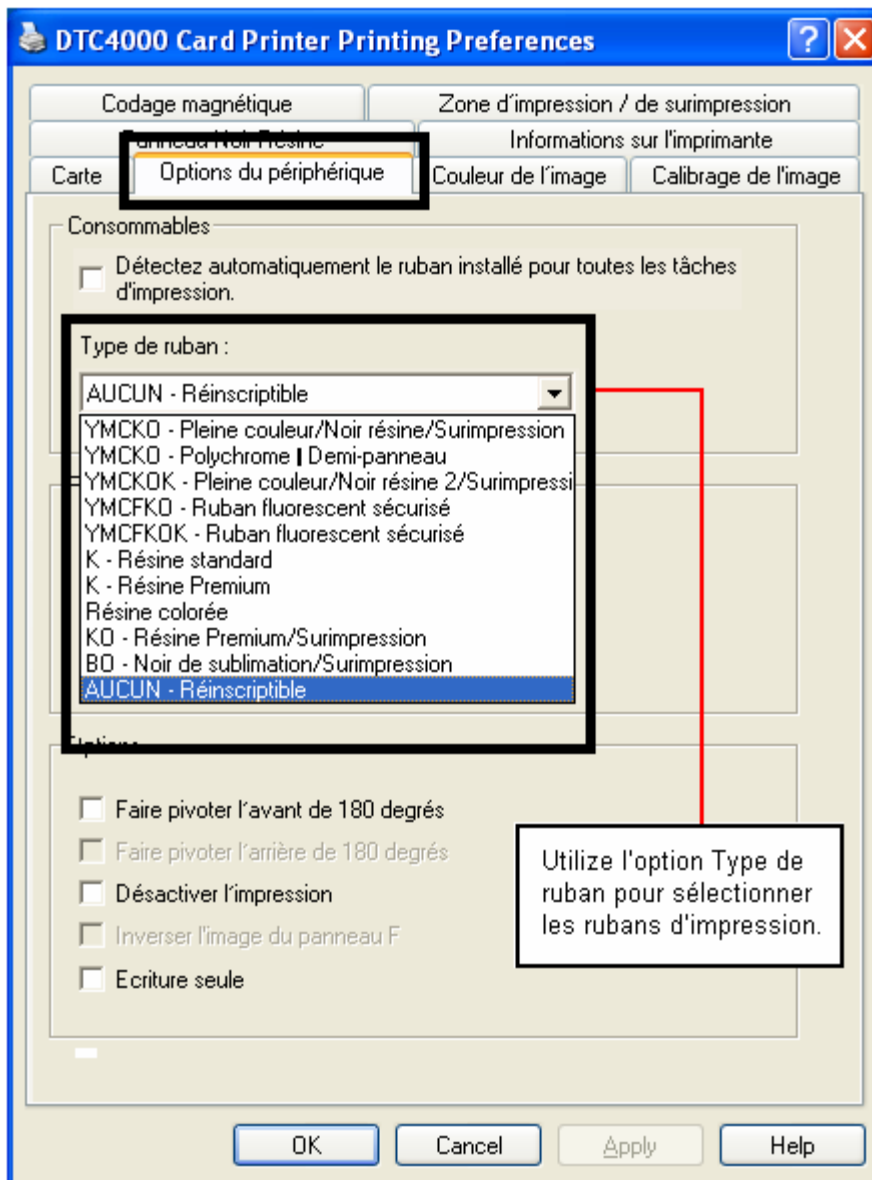 DTC4000 Card Printer Printing Preferences
Codage magnétique
Zone d'impression / de surimpression
Panneau Noir Résine
Informations sur l'imprimante
Carte
Options du périphérique
Couleur de l'image
Calibrage de l'image
Consommables
Détectez automatiquement le ruban installé pour toutes les tâches
d'impression.
Type de ruban :
AUCUN - Réinscriptible
YMCKO - Pleine couleur/Noir résine/Surimpression
YMCKO - Polychrome | Demi-panneau
YMCKOK - Pleine couleur/Noir résine 2/Surimpressi
YMCFKO - Ruban fluorescent sécurisé
YMCFKOK - Ruban fluorescent sécurisé
K - Résine standard
K - Résine Premium
Résine colorée
KO - Résine Premium/Surimpression
BO - Noir de sublimation/Surimpression
AUCUN - Réinscriptible
Options
Faire pivoter l'avant de 180 degrés
Faire pivoter l'arrière de 180 degrés
Désactiver l'impression
Inverser l'image du panneau F
Ecriture seule
Utilize l'option Type de
ruban pour sélectionner
les rubans d'impression.
OK
Cancel
Apply
Help